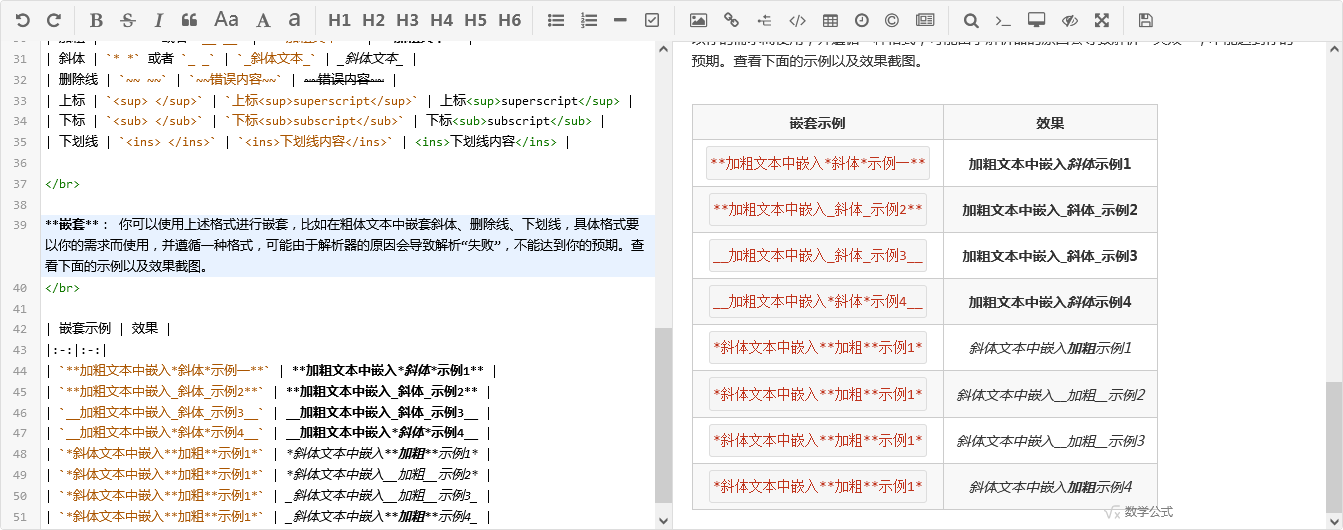 Aa A a H1 H2 H3 H4 H5 H6
31 | 斜体 | `* *` 或者 `_ _` | `_斜体文本_` | _斜体文本_ |
32 | 删除线 | `~~ ~~` | `~~错误内容~~` | ~~错误内容~~ |
33 | 上标 | `<sup> </sup>` | `上标<sup>superscript</sup>` | 上标<sup>superscript</sup> |
34 | 下标 | `<sub> </sub>` | `下标<sub>subscript</sub>` | 下标<sub>subscript</sub> |
35 | 下划线 | `<ins> </ins>` | `<ins>下划线内容</ins>` | <ins>下划线内容</ins> |
36
37 </br>
38
39 **嵌套**： 你可以使用上述格式进行嵌套，比如在粗体文本中嵌套斜体、删除线、下划线，具体格式要
以你的需求而使用，并遵循一种格式，可能由于解析器的原因会导致解析“失败”，不能达到你的预期。查
看下面的示例以及效果截图。
40 </br>
41
42 | 嵌套示例 | 效果 |
43 |:-:|:-:|
44 | `**加粗文本中嵌入*斜体*示例一**` | **加粗文本中嵌入*斜体*示例1** |
45 | `**加粗文本中嵌入_斜体_示例2**` | **加粗文本中嵌入_斜体_示例2** |
46 | `__加粗文本中嵌入_斜体_示例3__` | __加粗文本中嵌入_斜体_示例3__ |
47 | `__加粗文本中嵌入*斜体*示例4__` | __加粗文本中嵌入*斜体*示例4__ |
48 | `*斜体文本中嵌入**加粗**示例1*` | *斜体文本中嵌入**加粗**示例1* |
49 | `*斜体文本中嵌入**加粗**示例1*` | *斜体文本中嵌入__加粗__示例2* |
50 | `*斜体文本中嵌入**加粗**示例1*` | _斜体文本中嵌入__加粗__示例3_ |
51 | `*斜体文本中嵌入**加粗**示例1*` | _斜体文本中嵌入**加粗**示例4_ |
预期。查看下面的示例以及效果截图。
嵌套示例 效果
**加粗文本中嵌入*斜体*示例一** 加粗文本中嵌入斜体示例1
**加粗文本中嵌入_斜体_示例2** 加粗文本中嵌入_斜体_示例2
__加粗文本中嵌入_斜体_示例3__ 加粗文本中嵌入_斜体_示例3
__加粗文本中嵌入*斜体*示例4__ 加粗文本中嵌入斜体示例4
*斜体文本中嵌入**加粗**示例1* 斜体文本中嵌入加粗示例1
*斜体文本中嵌入**加粗**示例1* 斜体文本中嵌入__加粗__示例2
*斜体文本中嵌入**加粗**示例1* 斜体文本中嵌入__加粗__示例3
*斜体文本中嵌入**加粗**示例1* 斜体文本中嵌入加粗示例4
√x 数学公式